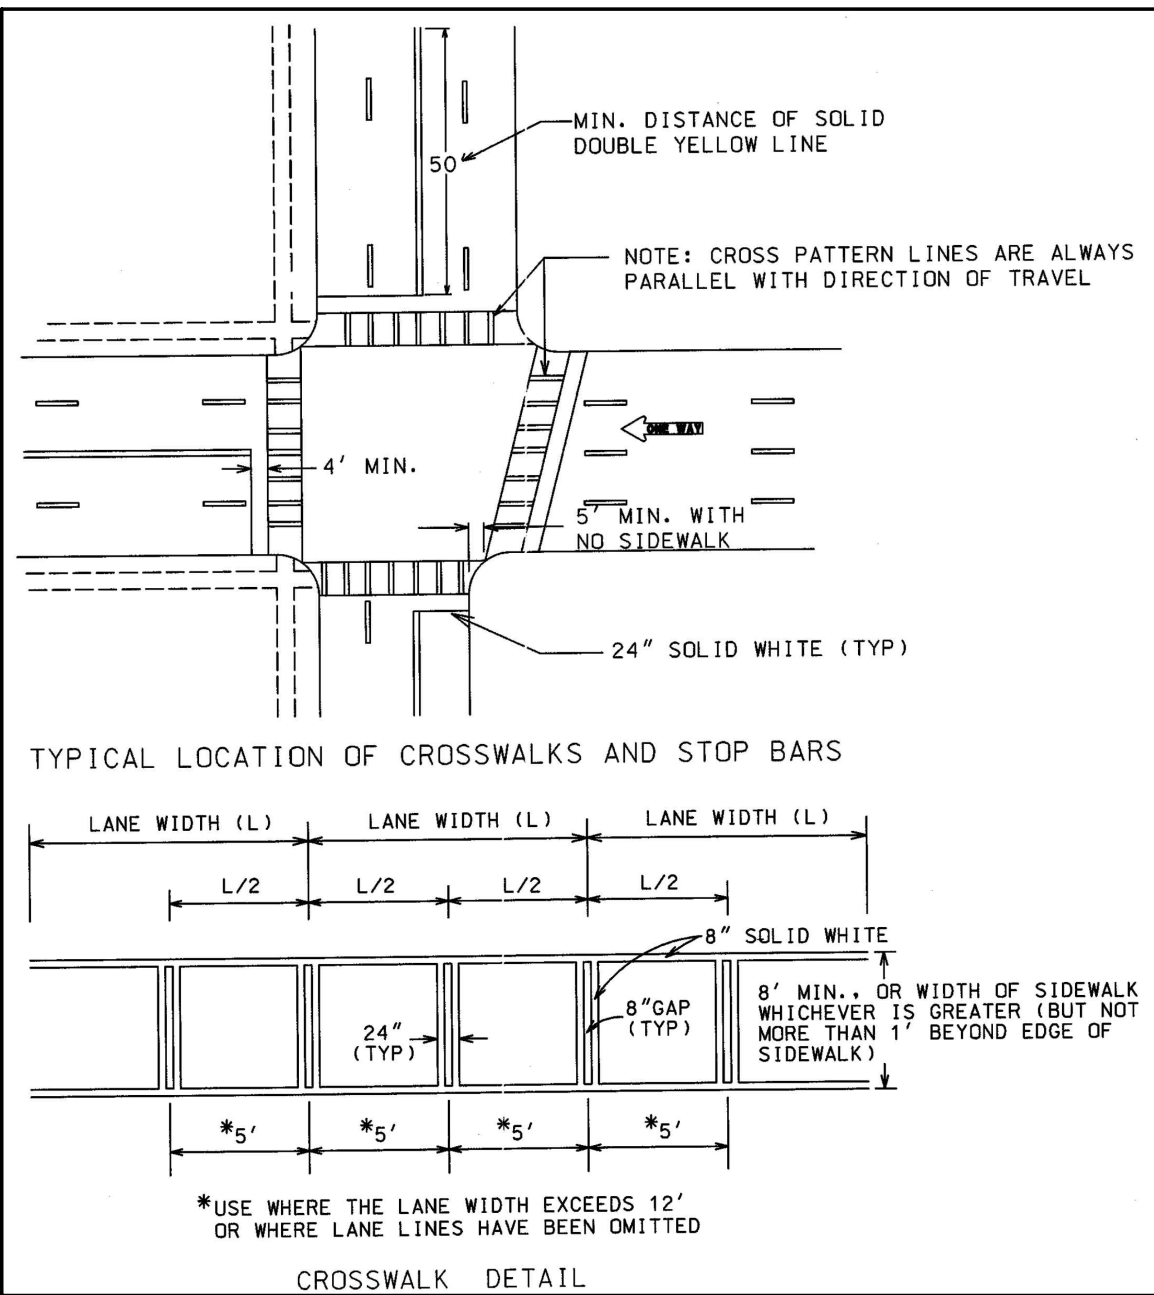 MIN. DISTANCE OF SOLID
DOUBLE YELLOW LINE
50'
NOTE: CROSS PATTERN LINES ARE ALWAYS
PARALLEL WITH DIRECTION OF TRAVEL
ONE WAY
4' MIN.
5' MIN. WITH
NO SIDEWALK
24" SOLID WHITE (TYP)
TYPICAL LOCATION OF CROSSWALKS AND STOP BARS
LANE WIDTH (L) LANE WIDTH (L) LANE WIDTH (L)
L/2 L/2 L/2 L/2
8" SOLID WHITE
8' MIN., OR WIDTH OF SIDEWALK
WHICHEVER IS GREATER (BUT NOT
MORE THAN 1' BEYOND EDGE OF
SIDEWALK)
24"
(TYP)
8"GAP
(TYP)
*5' *5' *5' *5'
*USE WHERE THE LANE WIDTH EXCEEDS 12'
OR WHERE LANE LINES HAVE BEEN OMITTED
CROSSWALK DETAIL